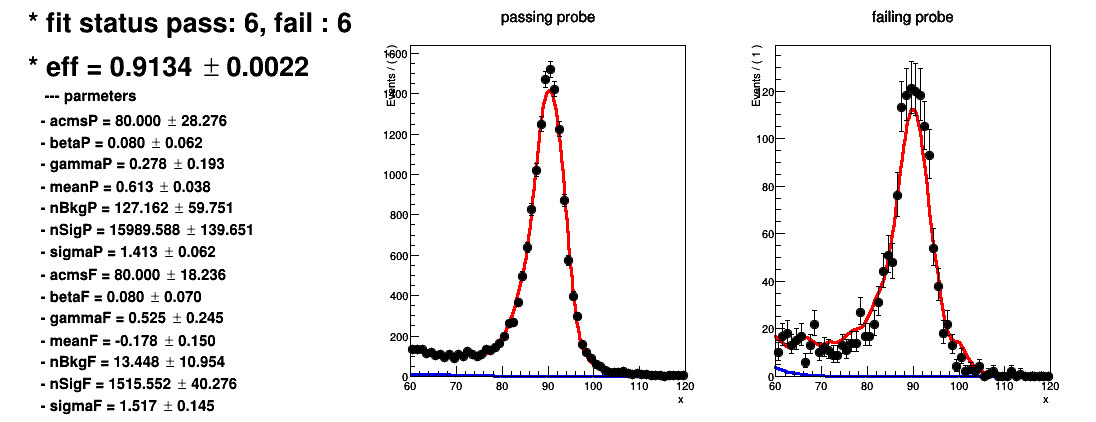 * fit status pass: 6, fail : 6
* eff = 0.9134 ± 0.0022
--- parmeters
- acmsP = 80.000 ± 28.276
- betaP = 0.080 ± 0.062
- gammaP = 0.278 ± 0.193
- meanP = 0.613 ± 0.038
- nBkgP = 127.162 ± 59.751
- nSigP = 15989.588 ± 139.651
- sigmaP = 1.413 ± 0.062
- acmsF = 80.000 ± 18.236
- betaF = 0.080 ± 0.070
- gammaF = 0.525 ± 0.245
- meanF = -0.178 ± 0.150
- nBkgF = 13.448 ± 10.954
- nSigF = 1515.552 ± 40.276
- sigmaF = 1.517 ± 0.145
passing probe
Events / ( 1 )
1600
1400
1200
1000
800
600
400
200
0
60 70 80 90 100 110 120
x
failing probe
Events / ( 1 )
120
100
80
60
40
20
0
60 70 80 90 100 110 120
x